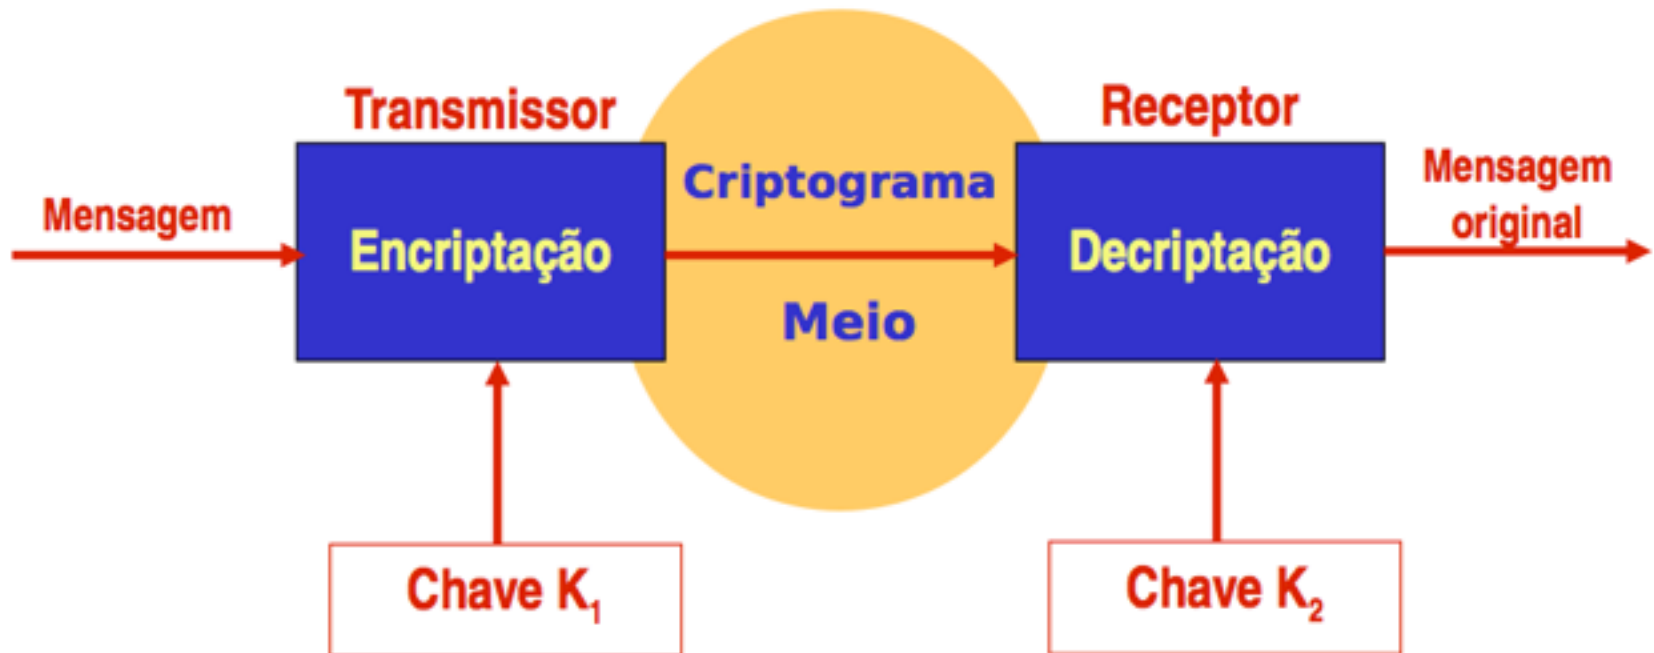 Transmissor
Receptor
Mensagem
Encriptação
Criptograma
Meio
Decriptação
Mensagem
original
Chave K₁
Chave K₂